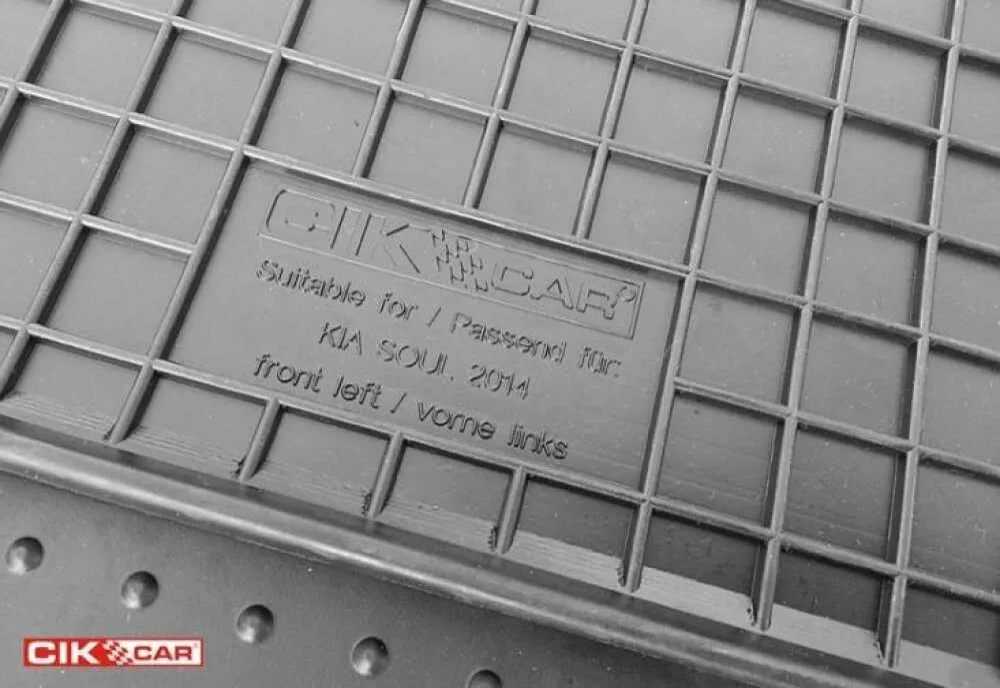 CIK CAR
Suitable for / Passend für:
KIA SOUL 2014
front left / vorne links
CIK CAR